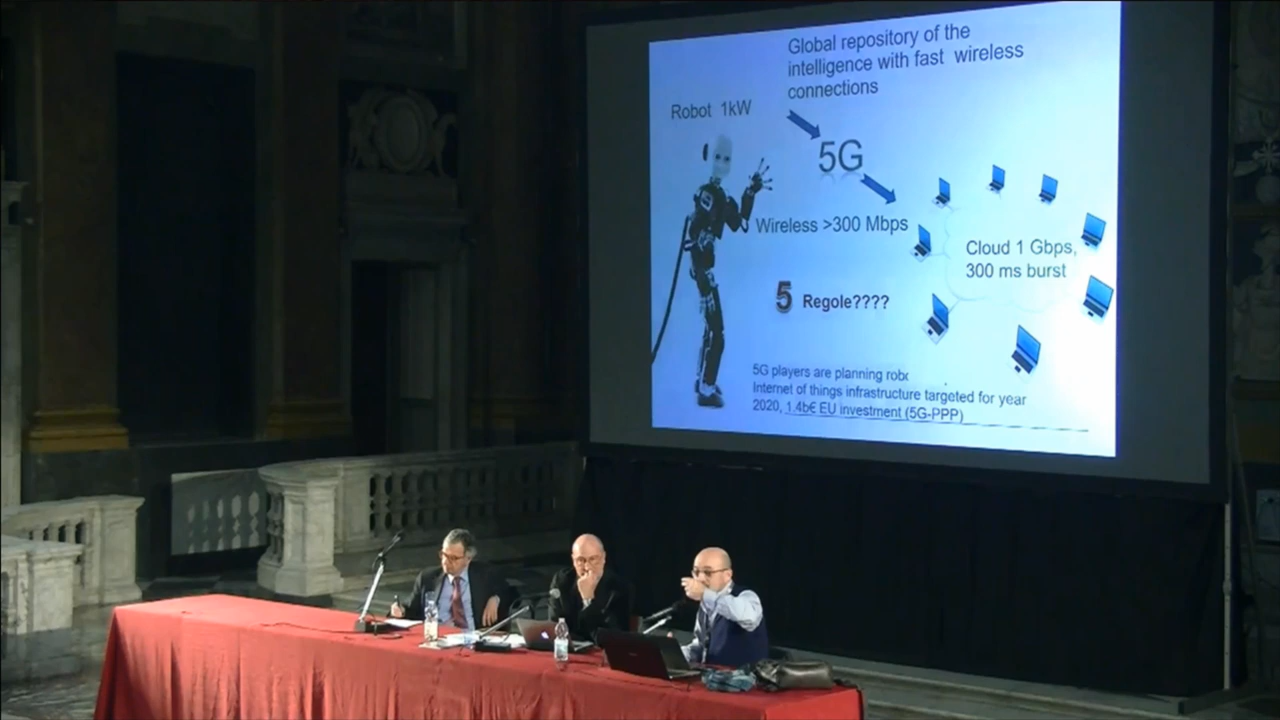 Global repository of the
intelligence with fast wireless
connections
Robot 1kW
5G
Wireless >300 Mbps
Cloud 1 Gbps,
300 ms burst
5 Regole????
5G players are planning robo
Internet of things infrastructure targeted for year
2020, 1.4b€ EU investment (5G-PPP)